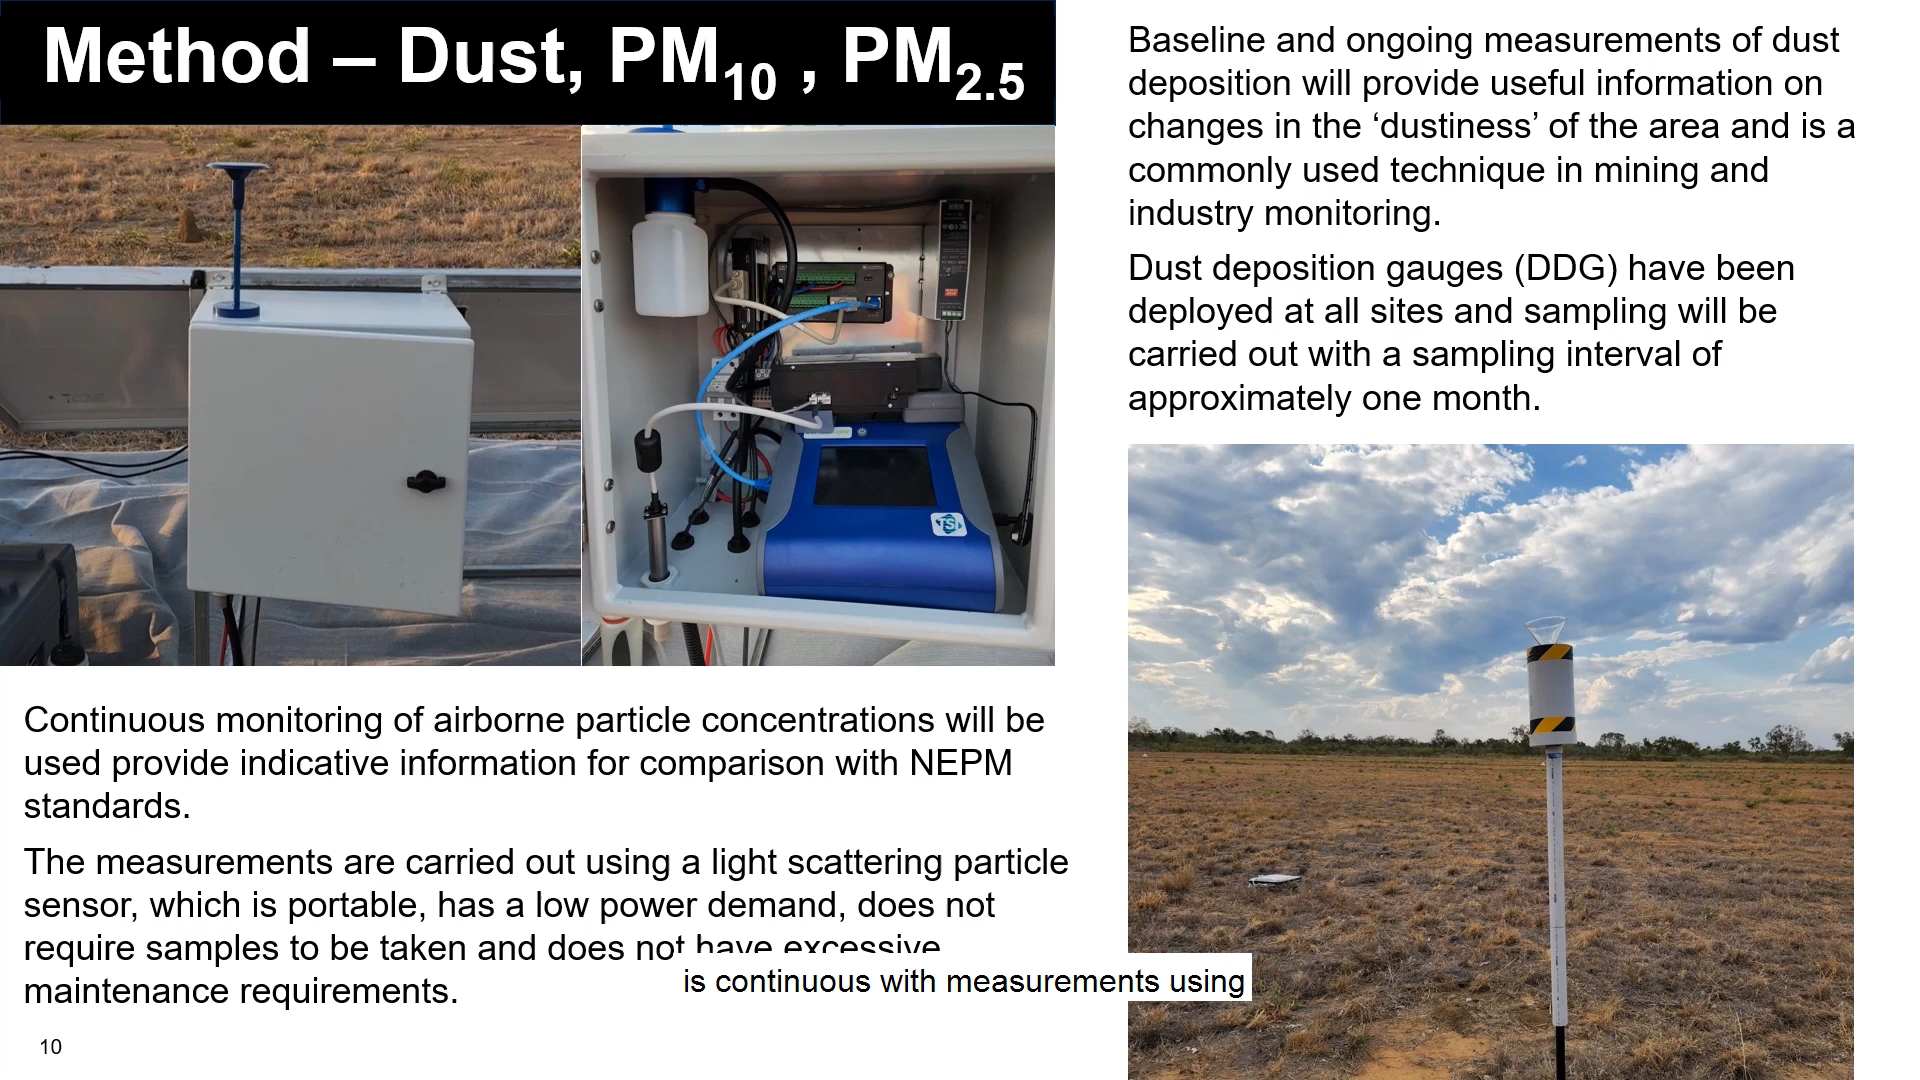 Method – Dust, PM10 , PM2.5
Continuous monitoring of airborne particle concentrations will be
used provide indicative information for comparison with NEPM
standards.
The measurements are carried out using a light scattering particle
sensor, which is portable, has a low power demand, does not
require samples to be taken and does not have excessive
maintenance requirements.
10
Baseline and ongoing measurements of dust
deposition will provide useful information on
changes in the ‘dustiness’ of the area and is a
commonly used technique in mining and
industry monitoring.
Dust deposition gauges (DDG) have been
deployed at all sites and sampling will be
carried out with a sampling interval of
approximately one month.
TSI
is continuous with measurements using